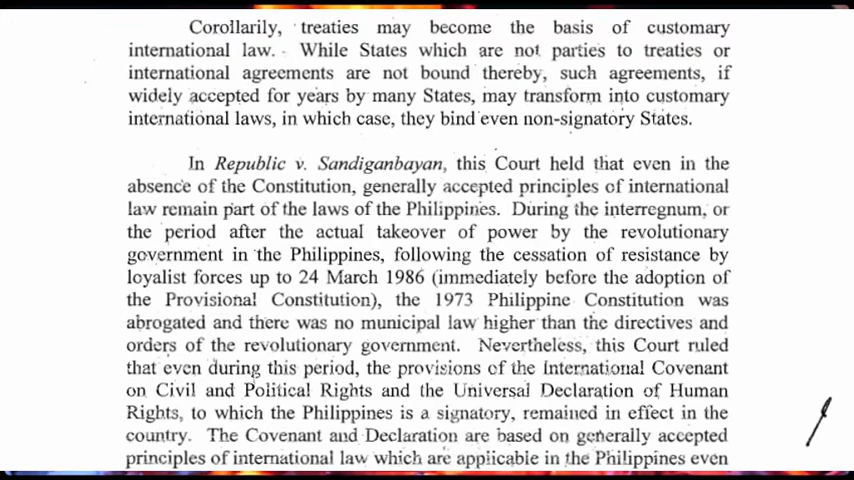 Corollarily, treaties may become the basis of customary
international law. While States which are not parties to treaties or
international agreements are not bound thereby, such agreements, if
widely accepted for years by many States, may transform into customary
international laws, in which case, they bind even non-signatory States.
In Republic v. Sandiganbayan, this Court held that even in the
absence of the Constitution, generally accepted principles of international
law remain part of the laws of the Philippines. During the interregnum, or
the period after the actual takeover of power by the revolutionary
government in the Philippines, following the cessation of resistance by
loyalist forces up to 24 March 1986 (immediately before the adoption of
the Provisional Constitution), the 1973 Philippine Constitution was
abrogated and there was no municipal law higher than the directives and
orders of the revolutionary government. Nevertheless, this Court ruled
that even during this period, the provisions of the International Covenant
on Civil and Political Rights and the Universal Declaration of Human
Rights, to which the Philippines is a signatory, remained in effect in the
country. The Covenant and Declaration are based on generally accepted
principles of international law which are applicable in the Philippines even